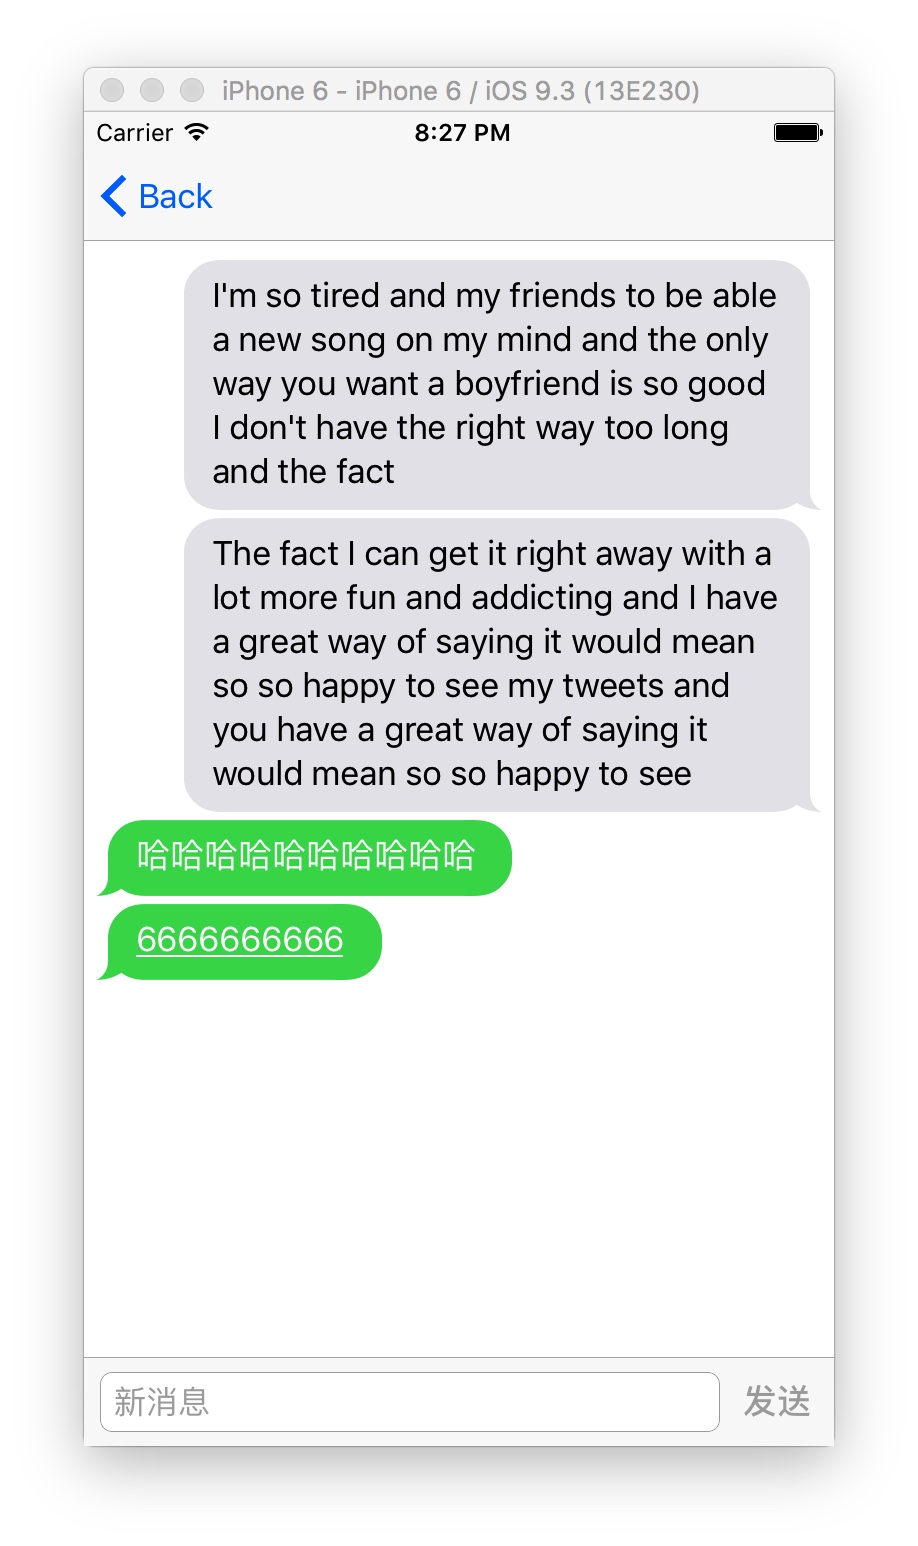 iPhone 6 - iPhone 6 / iOS 9.3 (13E230)
Carrier 8:27 PM
Back
I'm so tired and my friends to be able
a new song on my mind and the only
way you want a boyfriend is so good
I don't have the right way too long
and the fact
The fact I can get it right away with a
lot more fun and addicting and I have
a great way of saying it would mean
so so happy to see my tweets and
you have a great way of saying it
would mean so so happy to see
哈哈哈哈哈哈哈哈哈哈
6666666666
新消息 发送